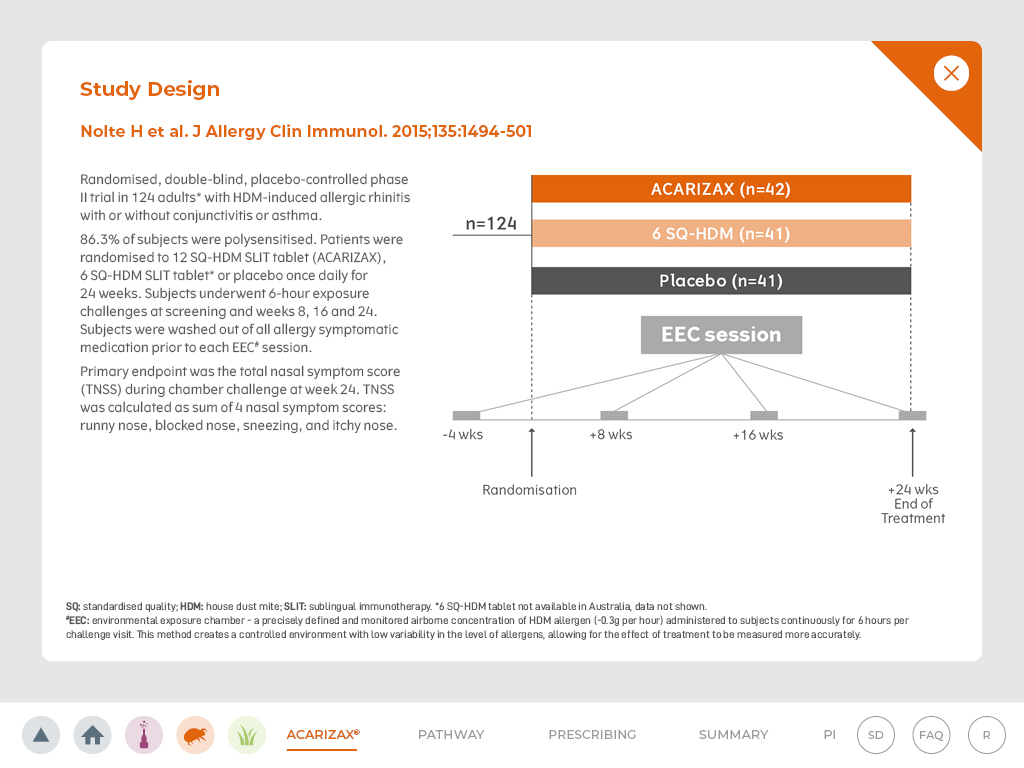 Study Design
Nolte H et al. J Allergy Clin Immunol. 2015;135:1494-501
Randomised, double-blind, placebo-controlled phase
II trial in 124 adults* with HDM-induced allergic rhinitis
with or without conjunctivitis or asthma.
86.3% of subjects were polysensitised. Patients were
randomised to 12 SQ-HDM SLIT tablet (ACARIZAX),
6 SQ-HDM SLIT tablet* or placebo once daily for
24 weeks. Subjects underwent 6-hour exposure
challenges at screening and weeks 8, 16 and 24.
Subjects were washed out of all allergy symptomatic
medication prior to each EEC# session.
Primary endpoint was the total nasal symptom score
(TNSS) during chamber challenge at week 24. TNSS
was calculated as sum of 4 nasal symptom scores:
runny nose, blocked nose, sneezing, and itchy nose.
n=124
ACARIZAX (n=42)
6 SQ-HDM (n=41)
Placebo (n=41)
EEC session
-4 wks
+8 wks
+16 wks
Randomisation
+24 wks
End of
Treatment
SQ: standardised quality; HDM: house dust mite; SLIT: sublingual immunotherapy. *6 SQ-HDM tablet not available in Australia, data not shown.
#EEC: environmental exposure chamber - a precisely defined and monitored airborne concentration of HDM allergen (~0.3g per hour) administered to subjects continuously for 6 hours per
challenge visit. This method creates a controlled environment with low variability in the level of allergens, allowing for the effect of treatment to be measured more accurately.
ACARIZAX®
PATHWAY
PRESCRIBING
SUMMARY
PI
SD
FAQ
R